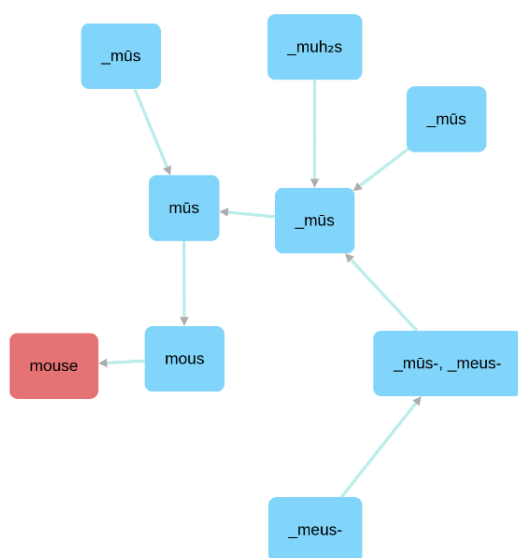 _mūs
_muh₂s
_mūs
mūs
_mūs
mouse
mous
_mūs-, _meus-
_meus-